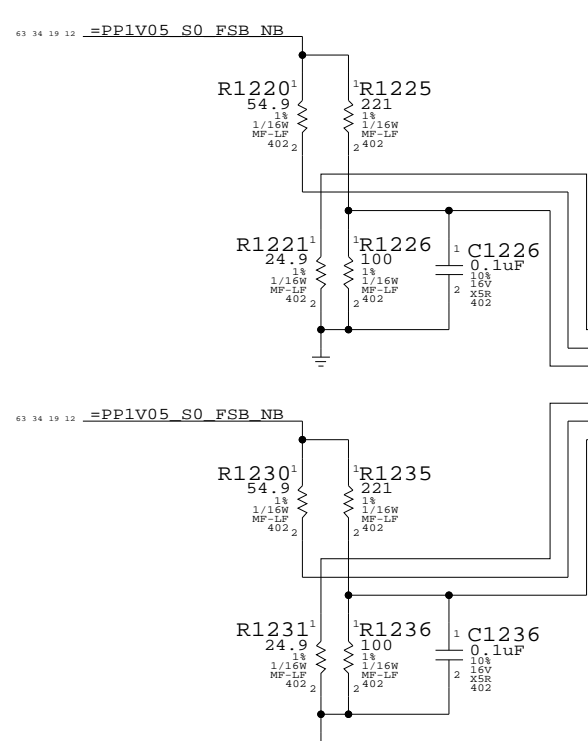 63 34 19 12 =PP1V05_S0_FSB_NB
R1220 1
54.9
1%
1/16W
MF-LF
402 2
1 R1225
221
1%
1/16W
MF-LF
2 402
R1221 1
24.9
1%
1/16W
MF-LF
402 2
1 R1226
100
1%
1/16W
MF-LF
2 402
1 C1226
0.1uF
10%
16V
2 X5R
402
63 34 19 12 =PP1V05_S0_FSB_NB
R1230 1
54.9
1%
1/16W
MF-LF
402 2
1 R1235
221
1%
1/16W
MF-LF
2 402
R1231 1
24.9
1%
1/16W
MF-LF
402 2
1 R1236
100
1%
1/16W
MF-LF
2 402
1 C1236
0.1uF
10%
16V
2 X5R
402